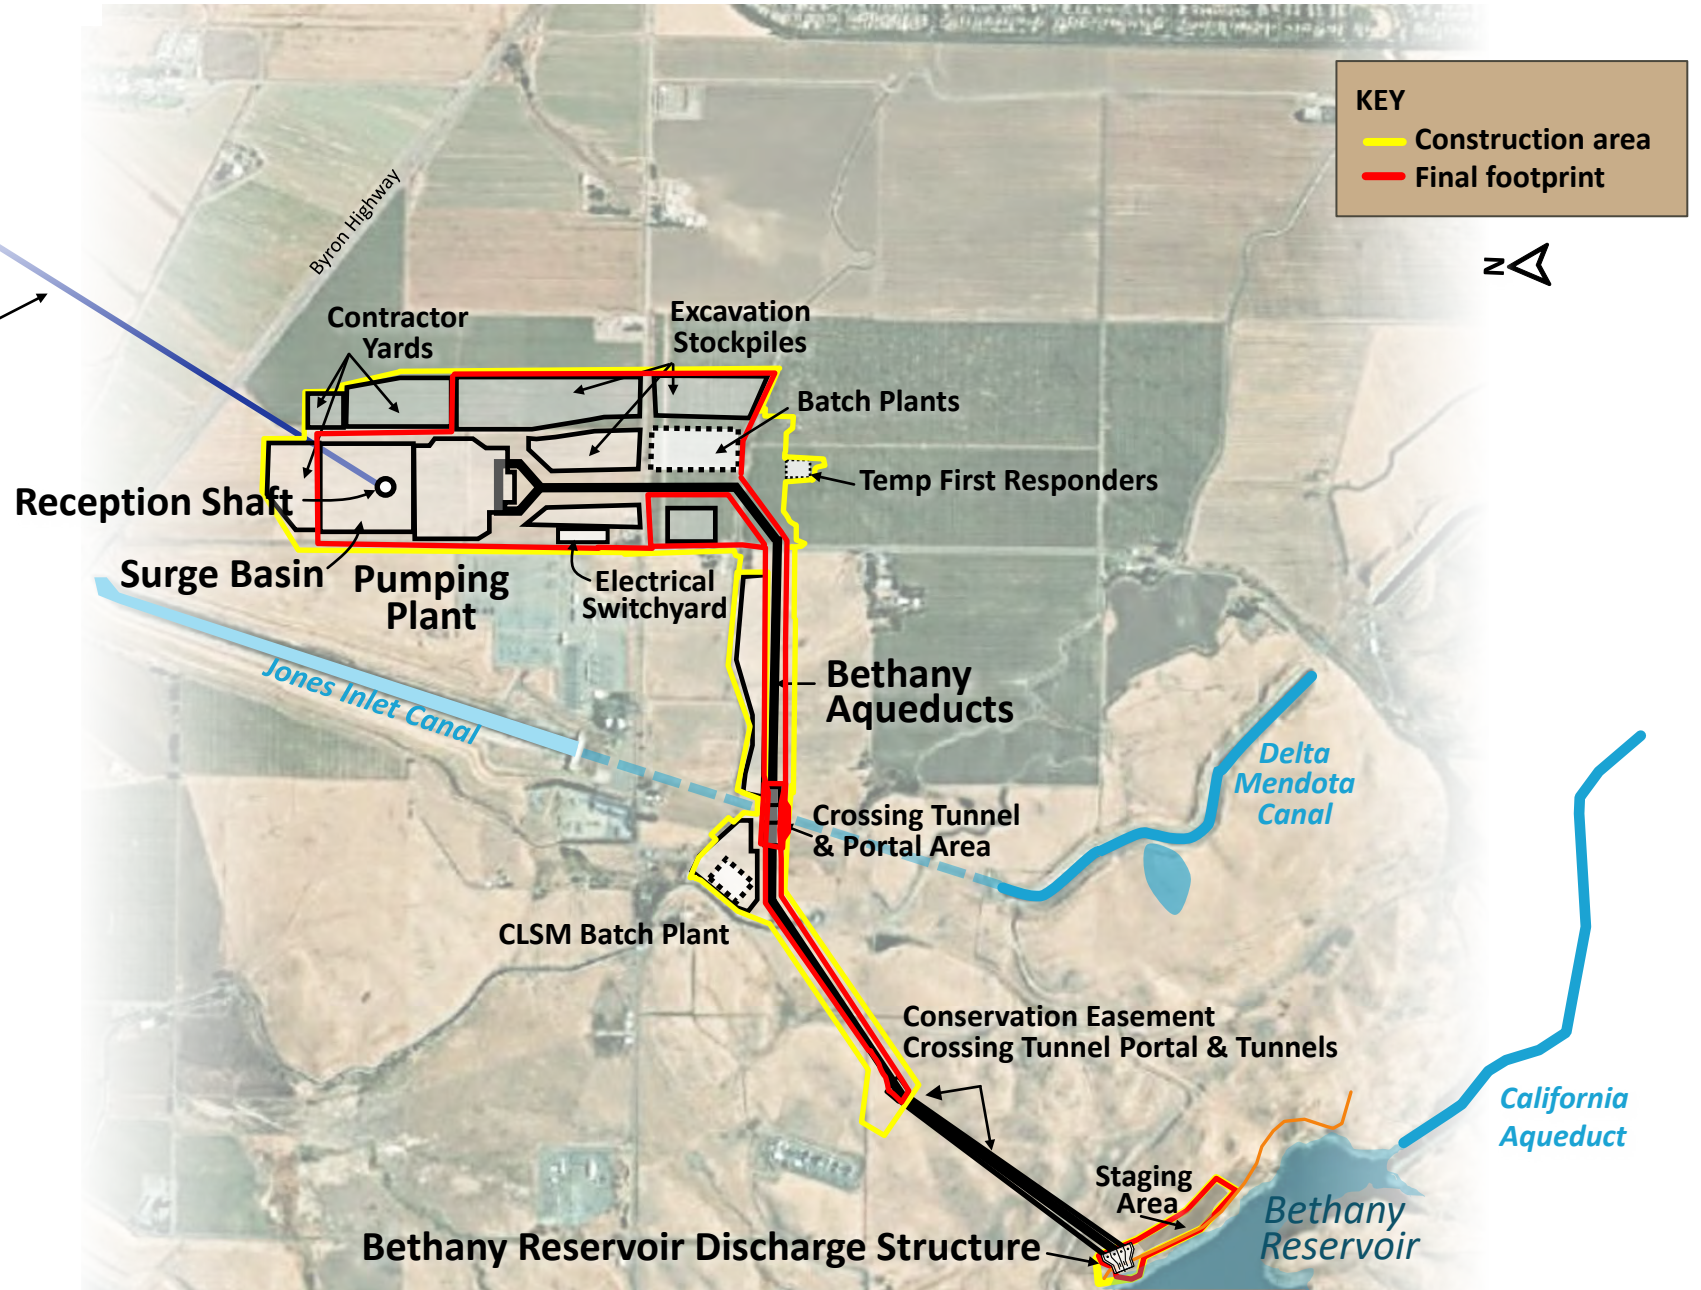 KEY
Construction area
Final footprint
N
Byron Highway
Contractor
Yards
Excavation
Stockpiles
Batch Plants
Temp First Responders
Reception Shaft
Surge Basin
Pumping
Plant
Electrical
Switchyard
Jones Inlet Canal
Bethany
Aqueducts
Delta
Mendota
Canal
Crossing Tunnel
& Portal Area
CLSM Batch Plant
Conservation Easement
Crossing Tunnel Portal & Tunnels
California
Aqueduct
Staging
Area
Bethany
Reservoir
Bethany Reservoir Discharge Structure